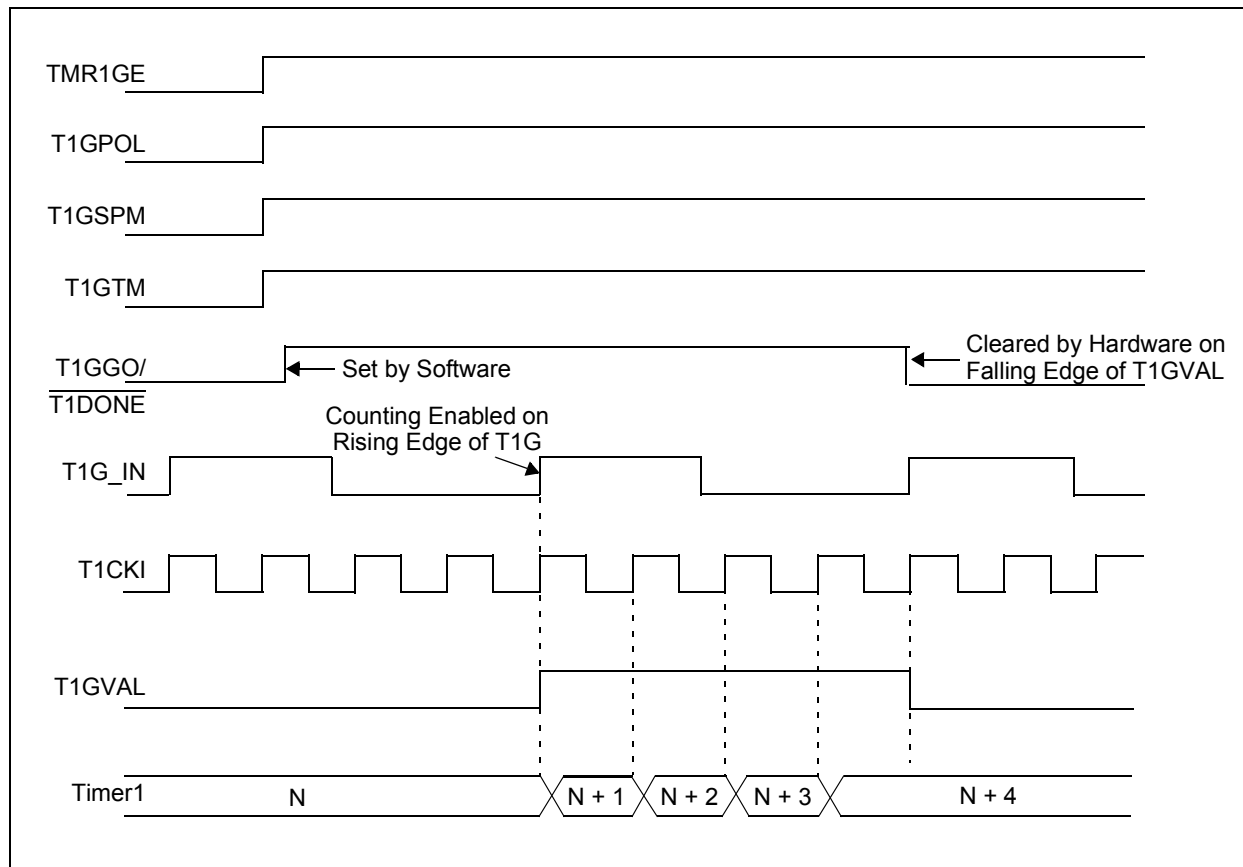 TMR1GE
T1GPOL
T1GSPM
T1GTM
T1GGO/
T1DONE
Set by Software
Cleared by Hardware on
Falling Edge of T1GVAL
Counting Enabled on
Rising Edge of T1G
T1G_IN
T1CKI
T1GVAL
Timer1
N
N + 1
N + 2
N + 3
N + 4